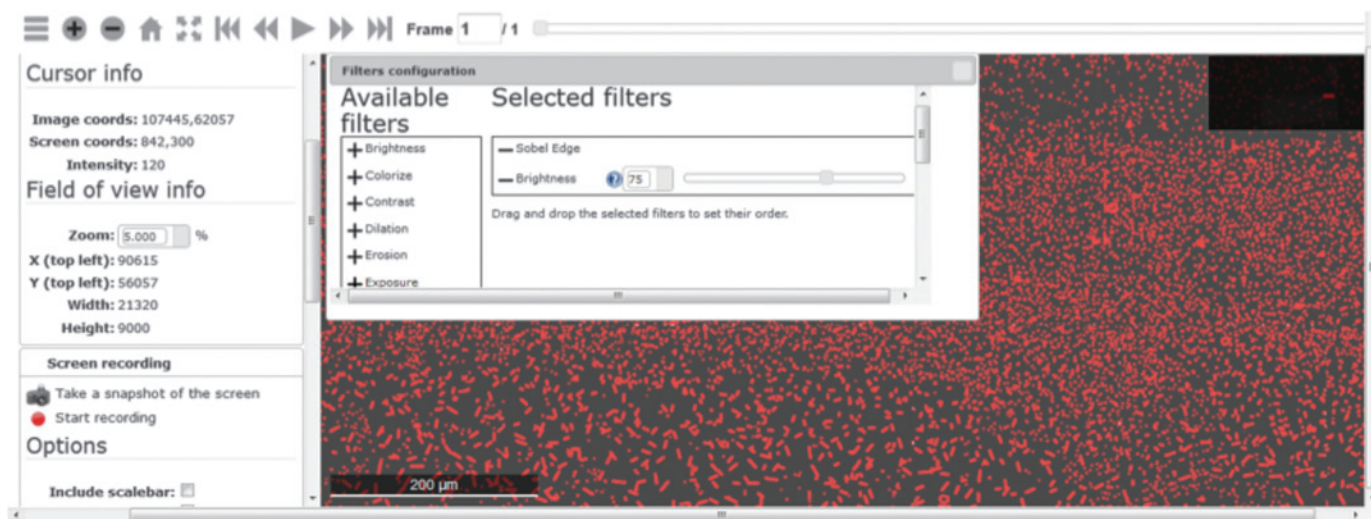 Frame 1 / 1
Cursor info
Image coords: 107445,62057
Screen coords: 842,300
Intensity: 120
Field of view info
Zoom: 5.000 %
X (top left): 90615
Y (top left): 56057
Width: 21320
Height: 9000
Screen recording
Take a snapshot of the screen
Start recording
Options
Include scalebar:
Filters configuration
Available
filters
Brightness
Colorize
Contrast
Dilation
Erosion
Exposure
Selected filters
Sobel Edge
Brightness ? 75
Drag and drop the selected filters to set their order.
200 µm